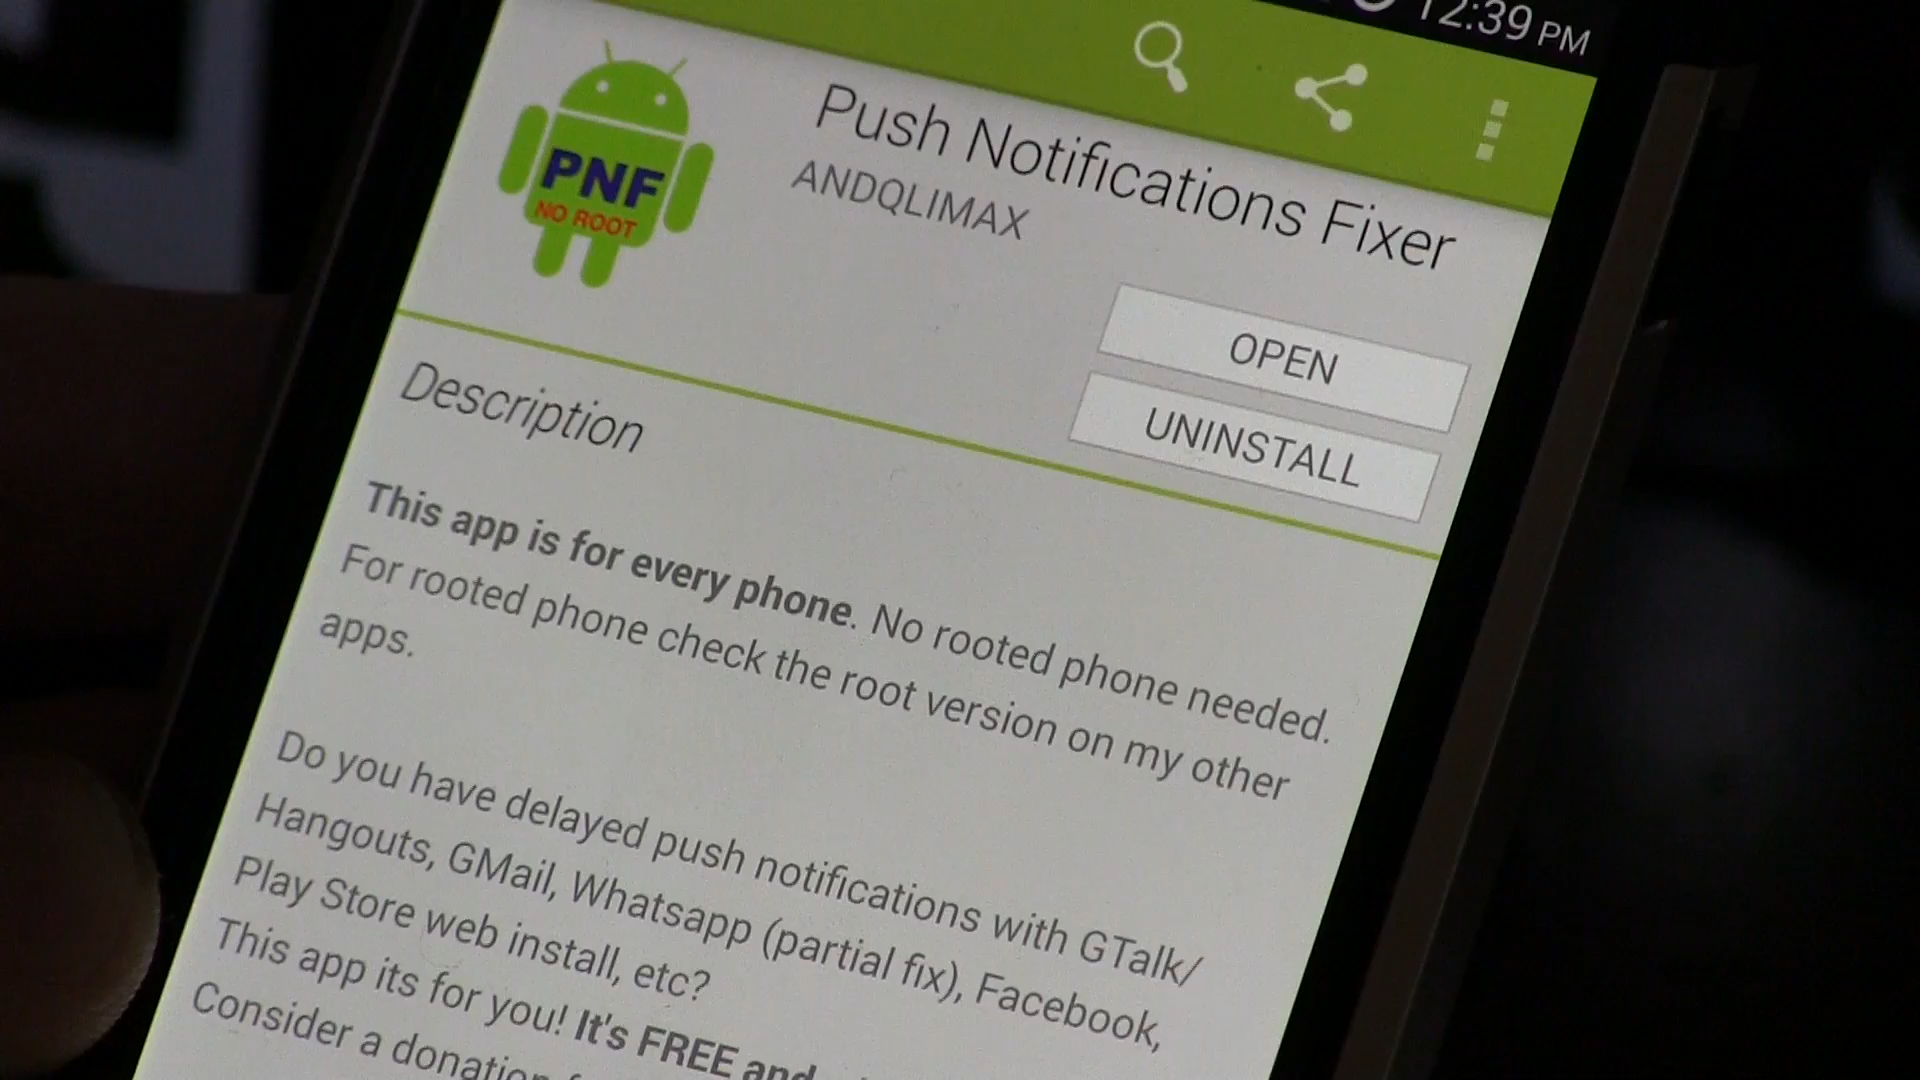 12:39 PM
Push Notifications Fixer
ANDQLIMAX
PNF
NO ROOT
OPEN
UNINSTALL
Description
This app is for every phone. No rooted phone needed.
For rooted phone check the root version on my other
apps.
Do you have delayed push notifications with GTalk/
Hangouts, GMail, Whatsapp (partial fix), Facebook,
Play Store web install, etc?
This app its for you! It's FREE and
Consider a donation